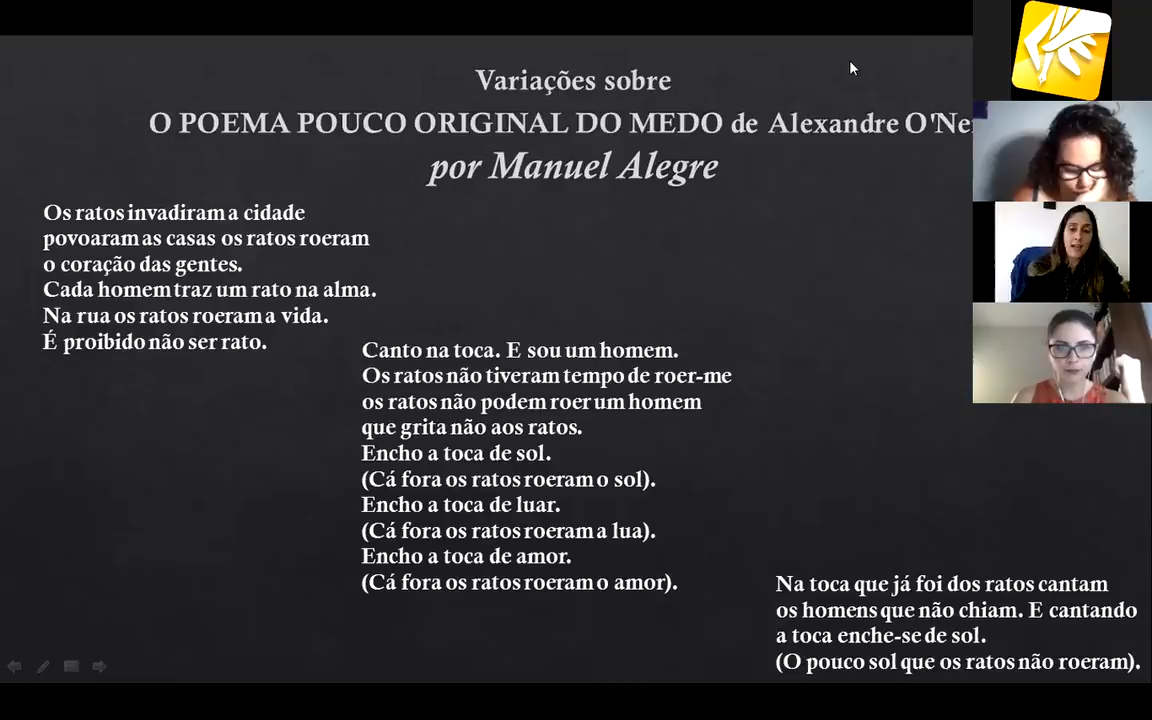 Variações sobre
O POEMA POUCO ORIGINAL DO MEDO de Alexandre
por Manuel Alegre
Os ratos invadiram a cidade
povoaram as casas os ratos roeram
o coração das gentes.
Cada homem traz um rato na alma.
Na rua os ratos roeram a vida.
É proibido não ser rato.
Canto na toca. E sou um homem.
Os ratos não tiveram tempo de roer-me
os ratos não podem roer um homem
que grita não aos ratos.
Encho a toca de sol.
(Cá fora os ratos roeram o sol).
Encho a toca de luar.
(Cá fora os ratos roeram a lua).
Encho a toca de amor.
(Cá fora os ratos roeram o amor).
Na toca que já foi dos ratos cantam
os homens que não chiam. E cantando
a toca enche-se de sol.
(O pouco sol que os ratos não roeram).